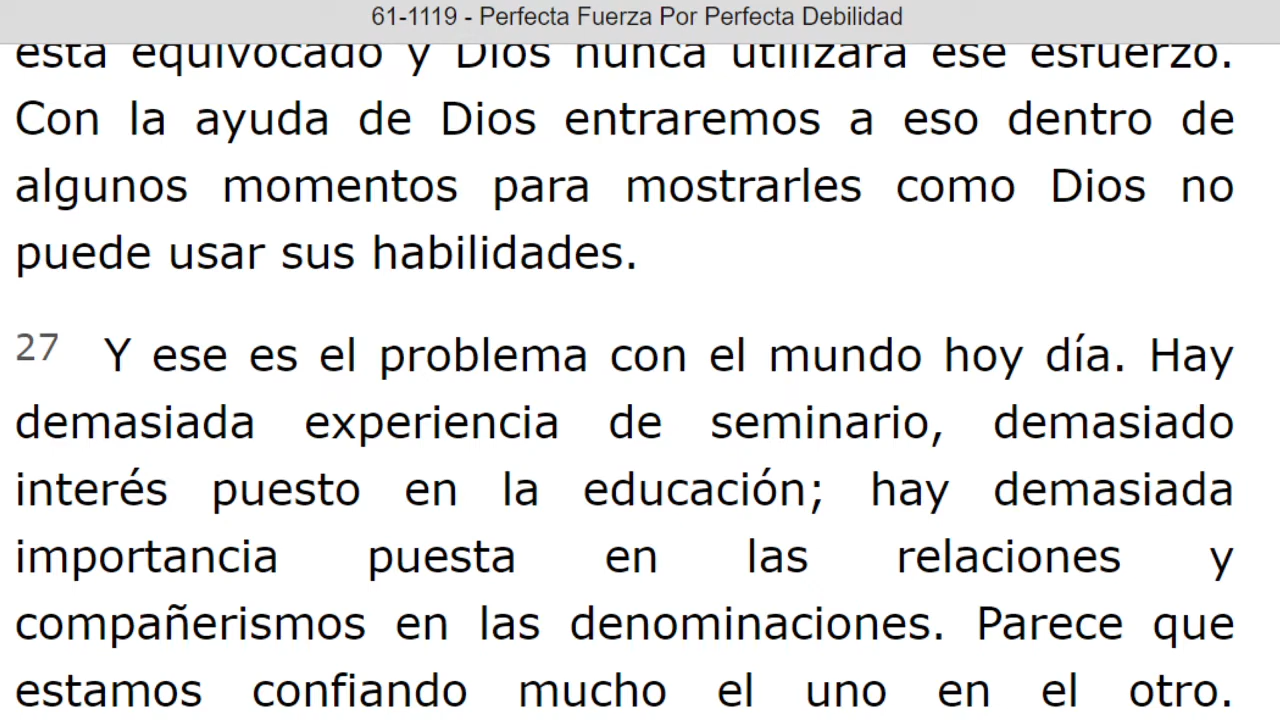 61-1119 - Perfecta Fuerza Por Perfecta Debilidad
está equivocado y Dios nunca utilizará ese esfuerzo.
Con la ayuda de Dios entraremos a eso dentro de
algunos momentos para mostrarles como Dios no
puede usar sus habilidades.
27 Y ese es el problema con el mundo hoy día. Hay
demasiada experiencia de seminario, demasiado
interés puesto en la educación; hay demasiada
importancia puesta en las relaciones y
compañerismos en las denominaciones. Parece que
estamos confiando mucho el uno en el otro.